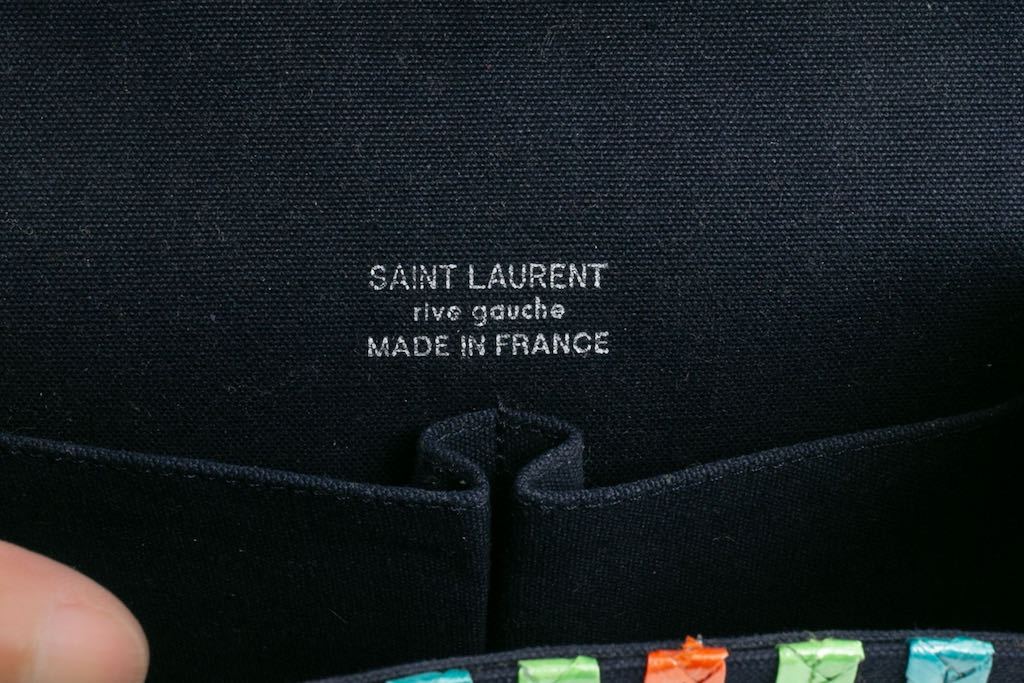 SAINT LAURENT
rive gauche
MADE IN FRANCE